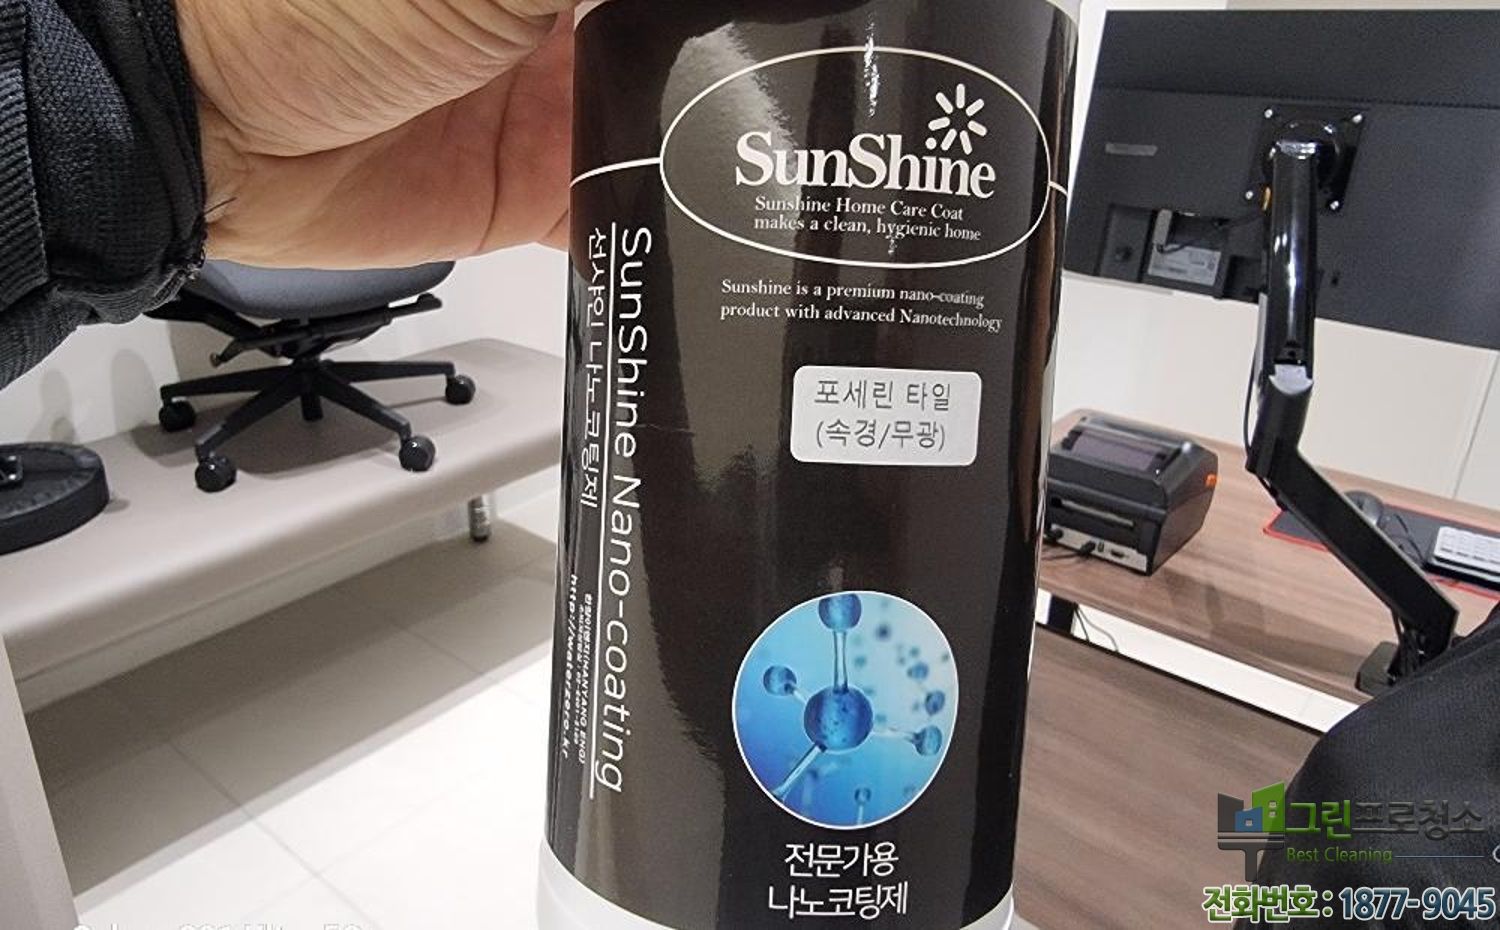 SunShine
Sunshine Home Care Coat
makes a clean, hygienic home
Sunshine is a premium nano-coating
product with advanced Nanotechnology
포세린 타일
(속경/무광)
SunShine Nano-coating
선샤인 나노 코팅제
http://waterzero.kr
전문가용
나노코팅제
그린프로청소
Best Cleaning
전화번호 : 1877-9045